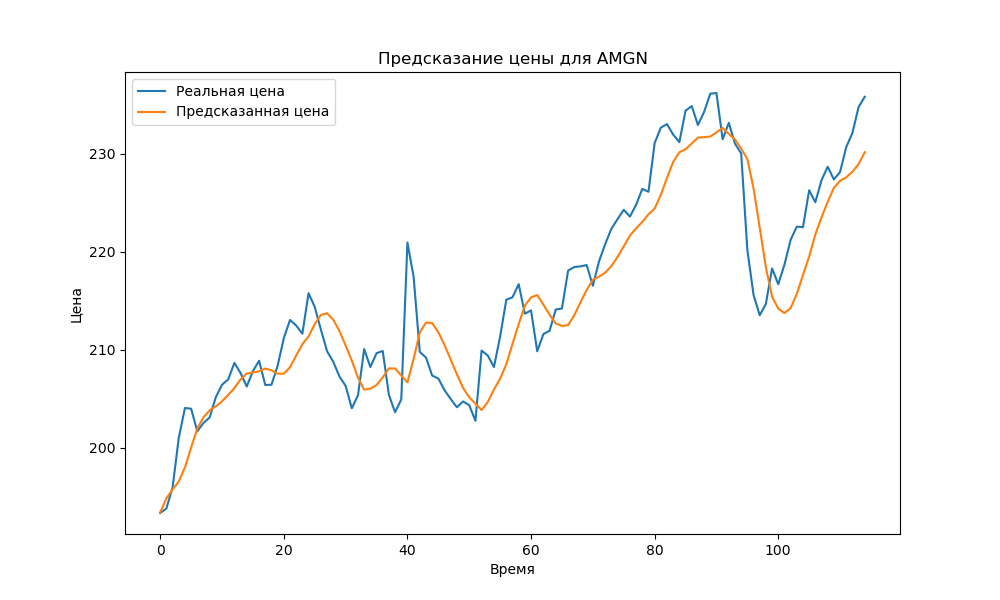 Предсказание цены для AMGN
Реальная цена
Предсказанная цена
230
220
210
200
Цена
0 20 40 60 80 100
Время